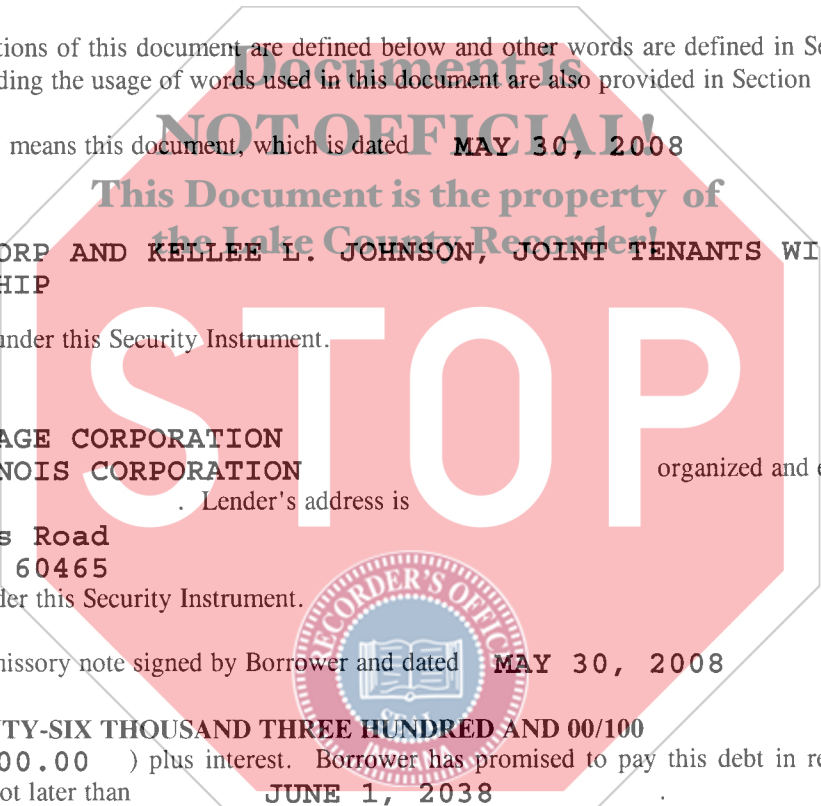 tions of this document are defined below and other words are defined in Se
Document is
ding the usage of words used in this document are also provided in Section
NOT OFFICIAL!
means this document, which is dated MAY 30, 2008
This Document is the property of
the Lake County Recorder!
ORP AND KELLEE L. JOHNSON, JOINT TENANTS WI
HIP
under this Security Instrument.
STOP
AGE CORPORATION
NOIS CORPORATION organized and e
. Lender's address is
s Road
60465
der this Security Instrument.
RECORDER'S OFFICE
SEAL
INDIANA
nissory note signed by Borrower and dated MAY 30, 2008
TY-SIX THOUSAND THREE HUNDRED AND 00/100
00.00 ) plus interest. Borrower has promised to pay this debt in re
ot later than JUNE 1, 2038 .